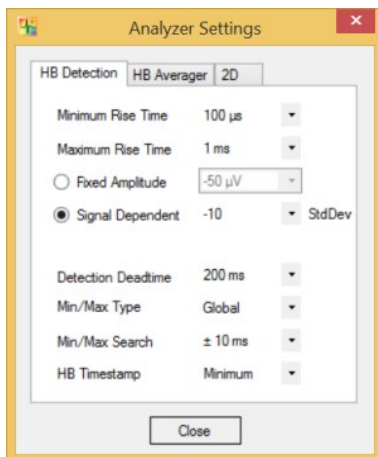 Analyzer Settings
HB Detection HB Averager 2D
Minimum Rise Time 100 µs
Maximum Rise Time 1 ms
Fixed Amplitude -50 µV
Signal Dependent -10 StdDev
Detection Deadtime 200 ms
Min/Max Type Global
Min/Max Search ± 10 ms
HB Timestamp Minimum
Close